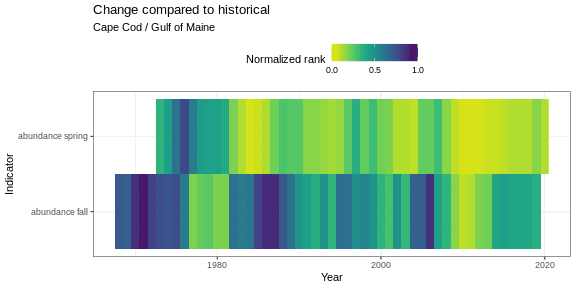 Change compared to historical
Cape Cod / Gulf of Maine
Normalized rank
0.0 0.5 1.0
abundance spring
abundance fall
Indicator
1980 2000 2020
Year